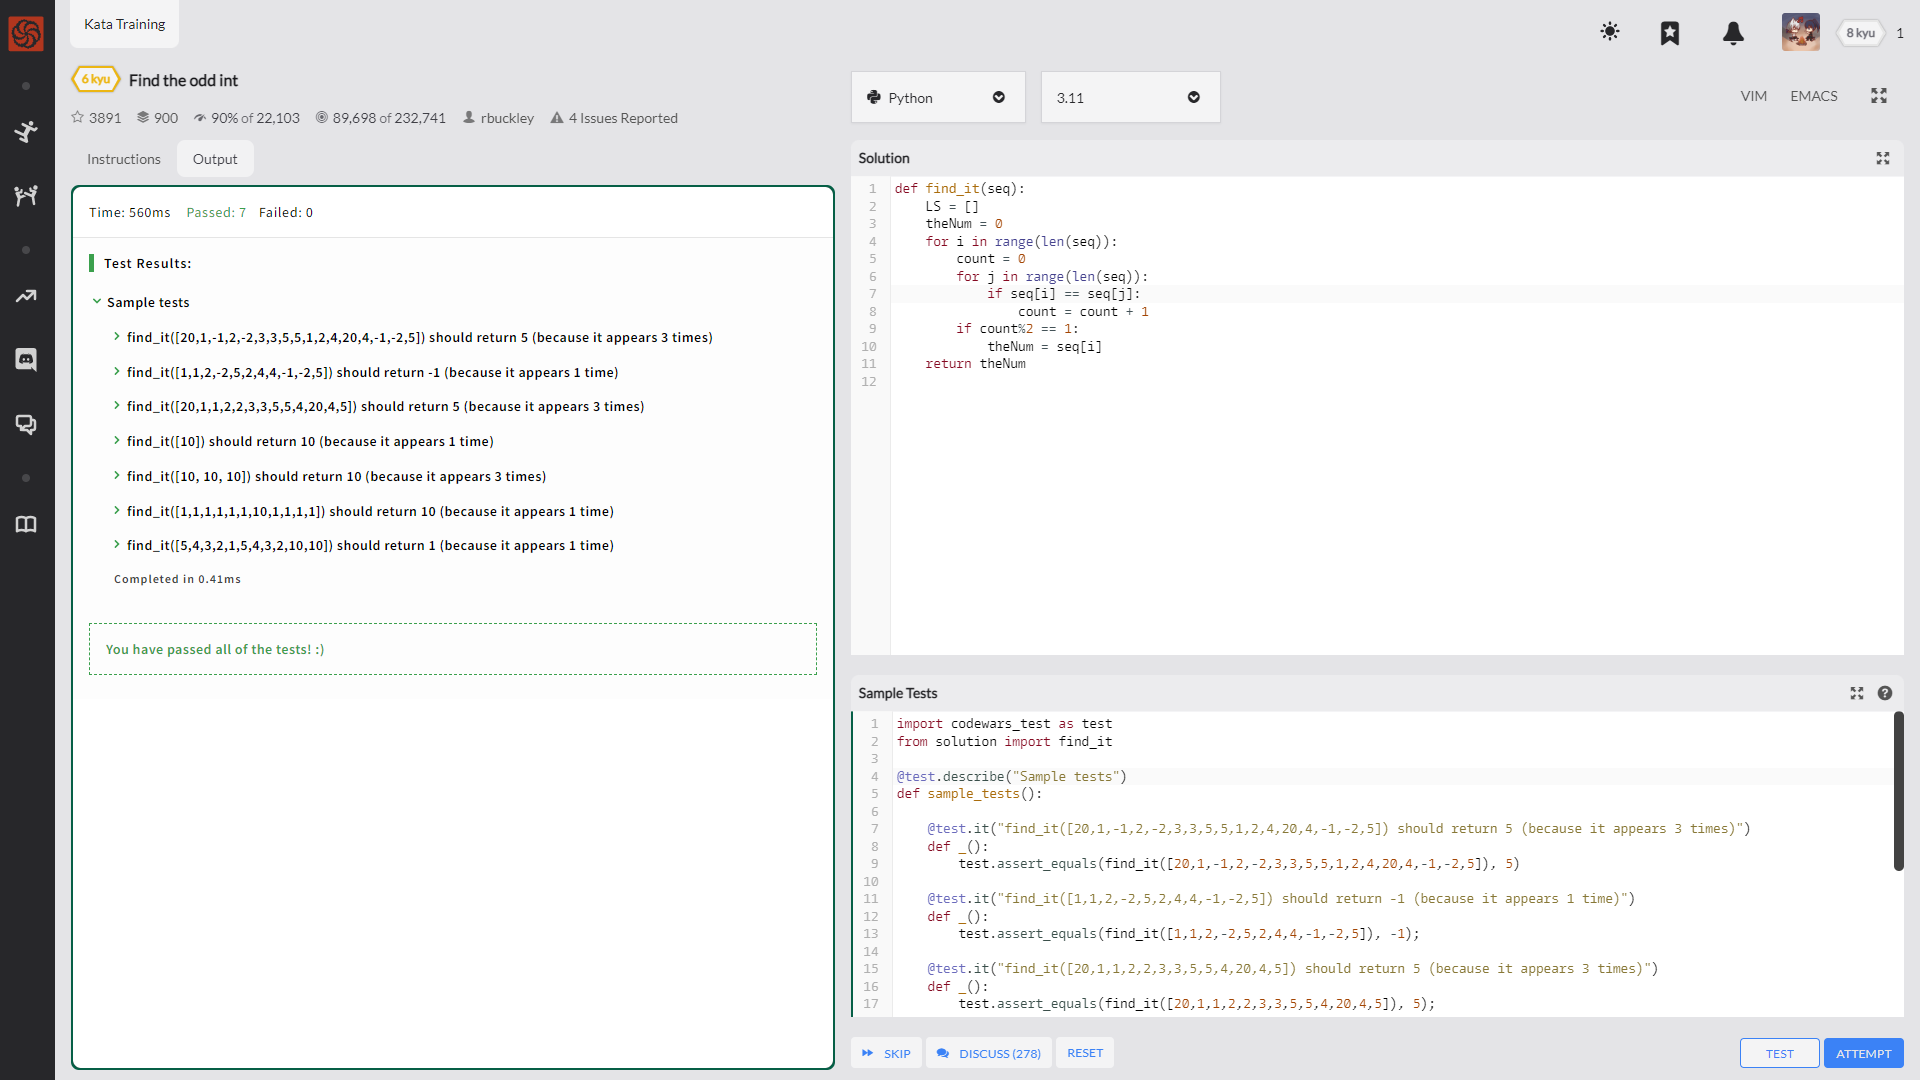 Kata Training
8 kyu
1
6 kyu
Find the odd int
3891
900
90% of 22,103
89,698 of 232,741
rbuckley
4 Issues Reported
Python
3.11
VIM
EMACS
Instructions
Output
Time: 560ms Passed: 7 Failed: 0
Test Results:
Sample tests
find_it([20,1,-1,2,-2,3,3,5,5,1,2,4,20,4,-1,-2,5]) should return 5 (because it appears 3 times)
find_it([1,1,2,-2,5,2,4,4,-1,-2,5]) should return -1 (because it appears 1 time)
find_it([20,1,1,2,2,3,3,5,5,4,20,4,5]) should return 5 (because it appears 3 times)
find_it([10]) should return 10 (because it appears 1 time)
find_it([10, 10, 10]) should return 10 (because it appears 3 times)
find_it([1,1,1,1,1,1,10,1,1,1,1]) should return 10 (because it appears 1 time)
find_it([5,4,3,2,1,5,4,3,2,10,10]) should return 1 (because it appears 1 time)
Completed in 0.41ms
You have passed all of the tests! :)
Solution
1 def find_it(seq):
2     LS = []
3     theNum = 0
4     for i in range(len(seq)):
5         count = 0
6         for j in range(len(seq)):
7             if seq[i] == seq[j]:
8                 count = count + 1
9         if count%2 == 1:
10             theNum = seq[i]
11     return theNum
12
Sample Tests
1 import codewars_test as test
2 from solution import find_it
3
4 @test.describe("Sample tests")
5 def sample_tests():
6
7     @test.it("find_it([20,1,-1,2,-2,3,3,5,5,1,2,4,20,4,-1,-2,5]) should return 5 (because it appears 3 times)")
8     def _():
9         test.assert_equals(find_it([20,1,-1,2,-2,3,3,5,5,1,2,4,20,4,-1,-2,5]), 5)
10
11     @test.it("find_it([1,1,2,-2,5,2,4,4,-1,-2,5]) should return -1 (because it appears 1 time)")
12     def _():
13         test.assert_equals(find_it([1,1,2,-2,5,2,4,4,-1,-2,5]), -1);
14
15     @test.it("find_it([20,1,1,2,2,3,3,5,5,4,20,4,5]) should return 5 (because it appears 3 times)")
16     def _():
17         test.assert_equals(find_it([20,1,1,2,2,3,3,5,5,4,20,4,5]), 5);
SKIP
DISCUSS (278)
RESET
TEST
ATTEMPT